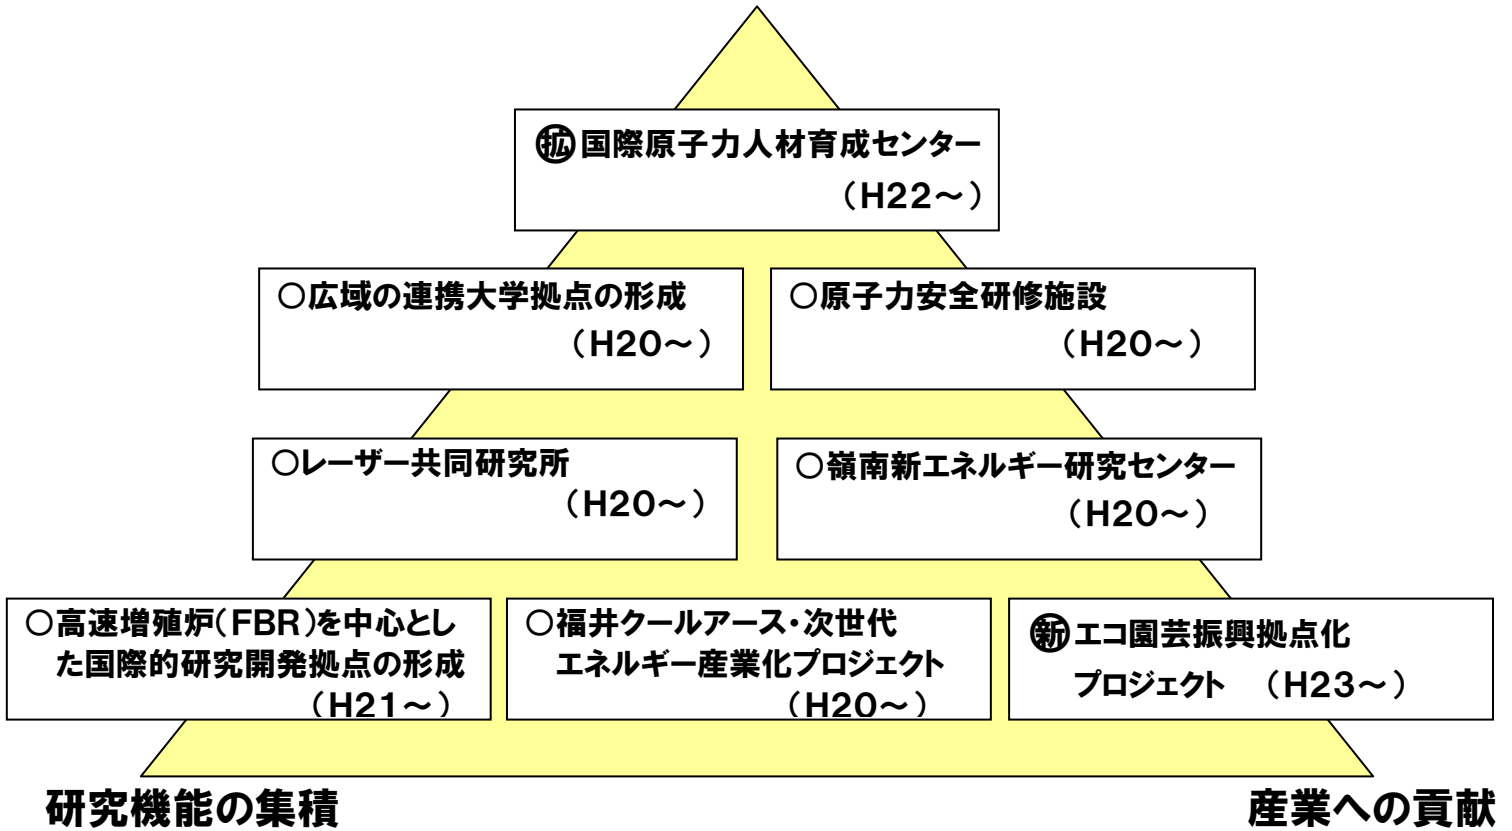 ㊗国際原子力人材育成センター
（H22～）
○広域の連携大学拠点の形成
（H20～）
○原子力安全研修施設
（H20～）
○レーザー共同研究所
（H20～）
○嶺南新エネルギー研究センター
（H20～）
○高速増殖炉（FBR）を中心とし
た国際的研究開発拠点の形成
（H21～）
○福井クールアース・次世代
エネルギー産業化プロジェクト
（H20～）
新エコ園芸振興拠点化
プロジェクト （H23～）
研究機能の集積
産業への貢献